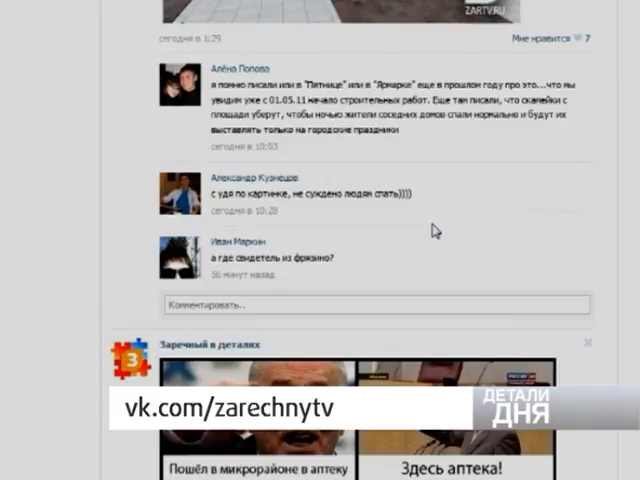 ZARTV.RU
сегодня в 1:29
Мне нравится 7
Алёна Попова
я помню писали или в "Пятнице" или в "Ярмарке" еще в прошлом году про это...что мы
увидим уже с 01.05.11 начало строительных работ. Еще там писали, что скамейки с
площади уберут, чтобы ночью жители соседних домов спали нормально и будут их
выставлять только на городские праздники
сегодня в 10:03
Александр Кузнецов
с удя по картинке, не суждено людям спать))))
сегодня в 10:28
Иван Маркин
а где свидетель из фрязино?
56 минут назад
Комментировать..
З
Заречный в деталях
vk.com/zarechnytv
ДЕТАЛИ
ДНЯ
Пошёл в микрорайоне в аптеку
Здесь аптека!